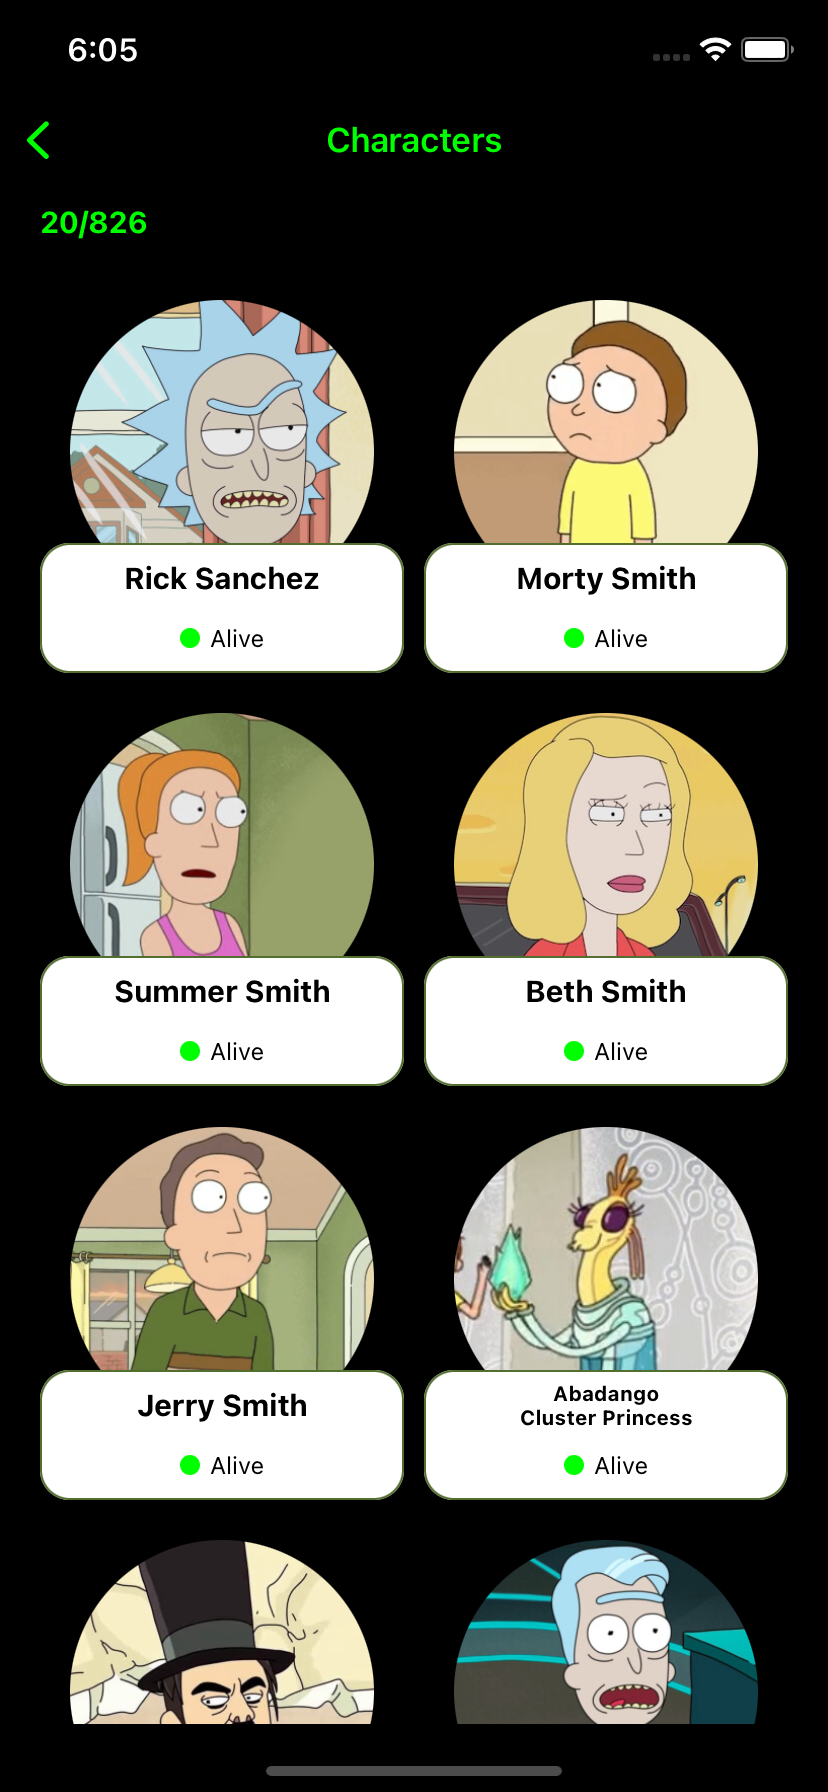 6:05
Characters
20/826
Rick Sanchez
Alive
Morty Smith
Alive
Summer Smith
Alive
Beth Smith
Alive
Jerry Smith
Alive
Abadango
Cluster Princess
Alive